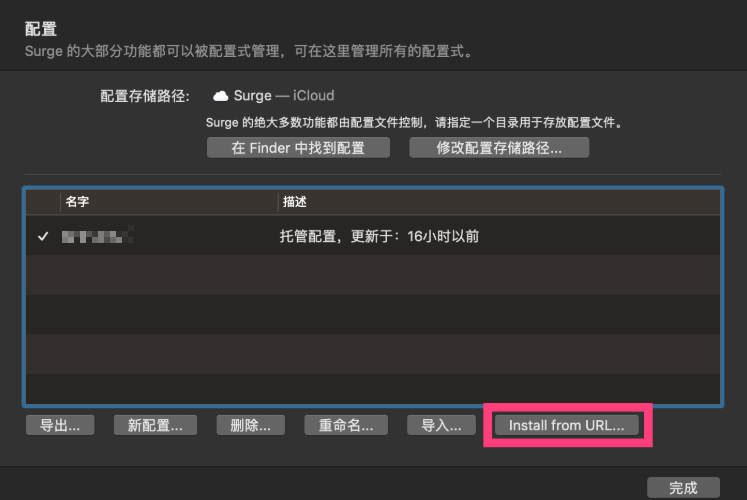 配置
Surge 的大部分功能都可以被配置式管理，可在这里管理所有的配置式。
配置存储路径: Surge — iCloud
Surge 的绝大多数功能都由配置文件控制，请指定一个目录用于存放配置文件。
在 Finder 中找到配置 修改配置存储路径...
名字 描述
托管配置，更新于：16小时以前
导出... 新配置... 删除... 重命名... 导入... Install from URL...
完成